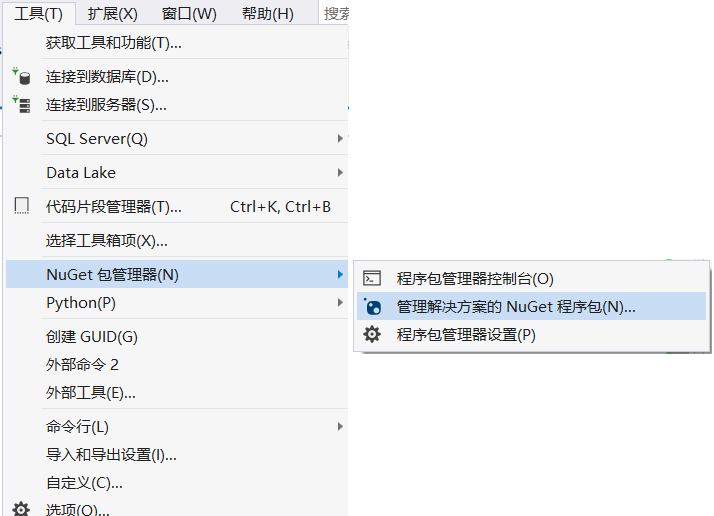 工具(T) 扩展(X) 窗口(W) 帮助(H) 搜索
获取工具和功能(T)...
连接到数据库(D)...
连接到服务器(S)...
SQL Server(Q)
Data Lake
代码片段管理器(T)... Ctrl+K, Ctrl+B
选择工具箱项(X)...
NuGet 包管理器(N)
程序包管理器控制台(O)
管理解决方案的 NuGet 程序包(N)...
程序包管理器设置(P)
Python(P)
创建 GUID(G)
外部命令 2
外部工具(E)...
命令行(L)
导入和导出设置(I)...
自定义(C)...
选项(O)...